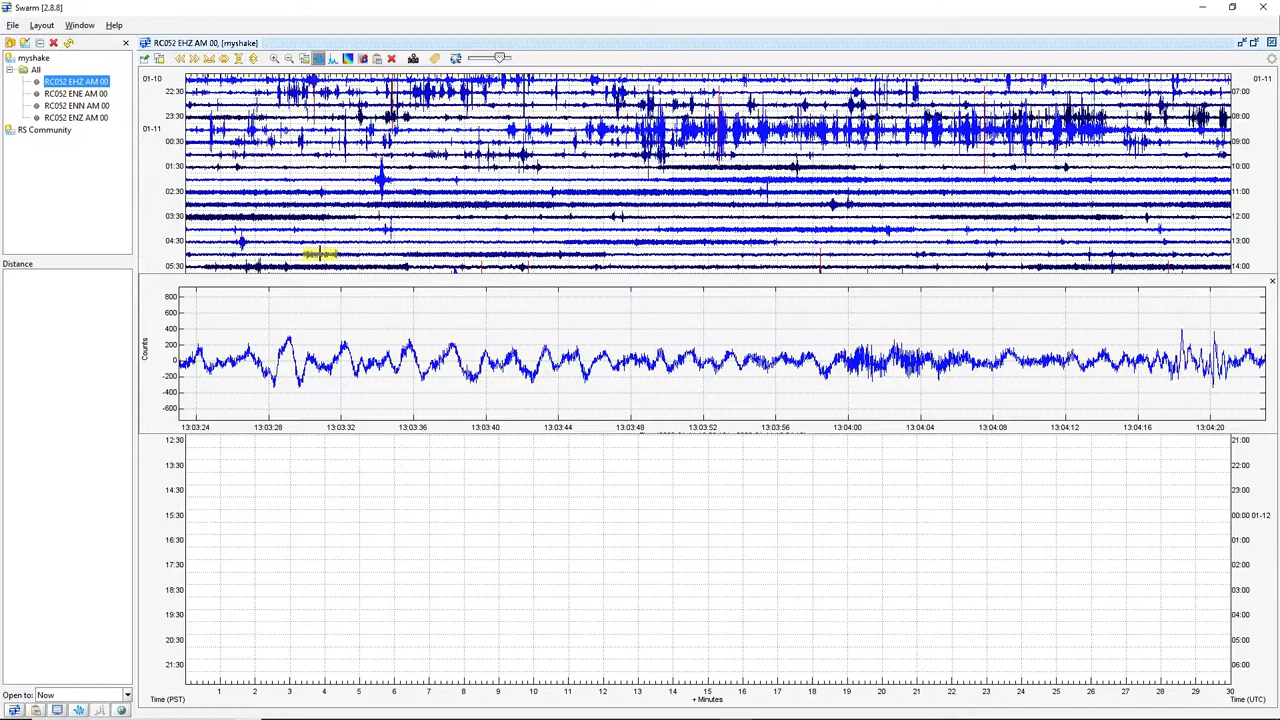 Swarm [2.8.8]
File Layout Window Help
RC052 EHZ AM 00, [myshake]
myshake
All
RC052 EHZ AM 00
RC052 ENE AM 00
RC052 ENN AM 00
RC052 ENZ AM 00
RS Community
Distance
Open to: Now
01-10 01-11
22:30 07:00
23:30 08:00
01-11
00:30 09:00
01:30 10:00
02:30 11:00
03:30 12:00
04:30 13:00
05:30 14:00
Counts
800
600
400
200
0
-200
-400
-600
13:03:24 13:03:28 13:03:32 13:03:36 13:03:40 13:03:44 13:03:48 13:03:52 13:03:56 13:04:00 13:04:04 13:04:08 13:04:12 13:04:16 13:04:20
12:30 21:00
13:30 22:00
14:30 23:00
15:30 00:00 01-12
16:30 01:00
17:30 02:00
18:30 03:00
19:30 04:00
20:30 05:00
21:30 06:00
1 2 3 4 5 6 7 8 9 10 11 12 13 14 15 16 17 18 19 20 21 22 23 24 25 26 27 28 29 30
Time (PST) + Minutes Time (UTC)